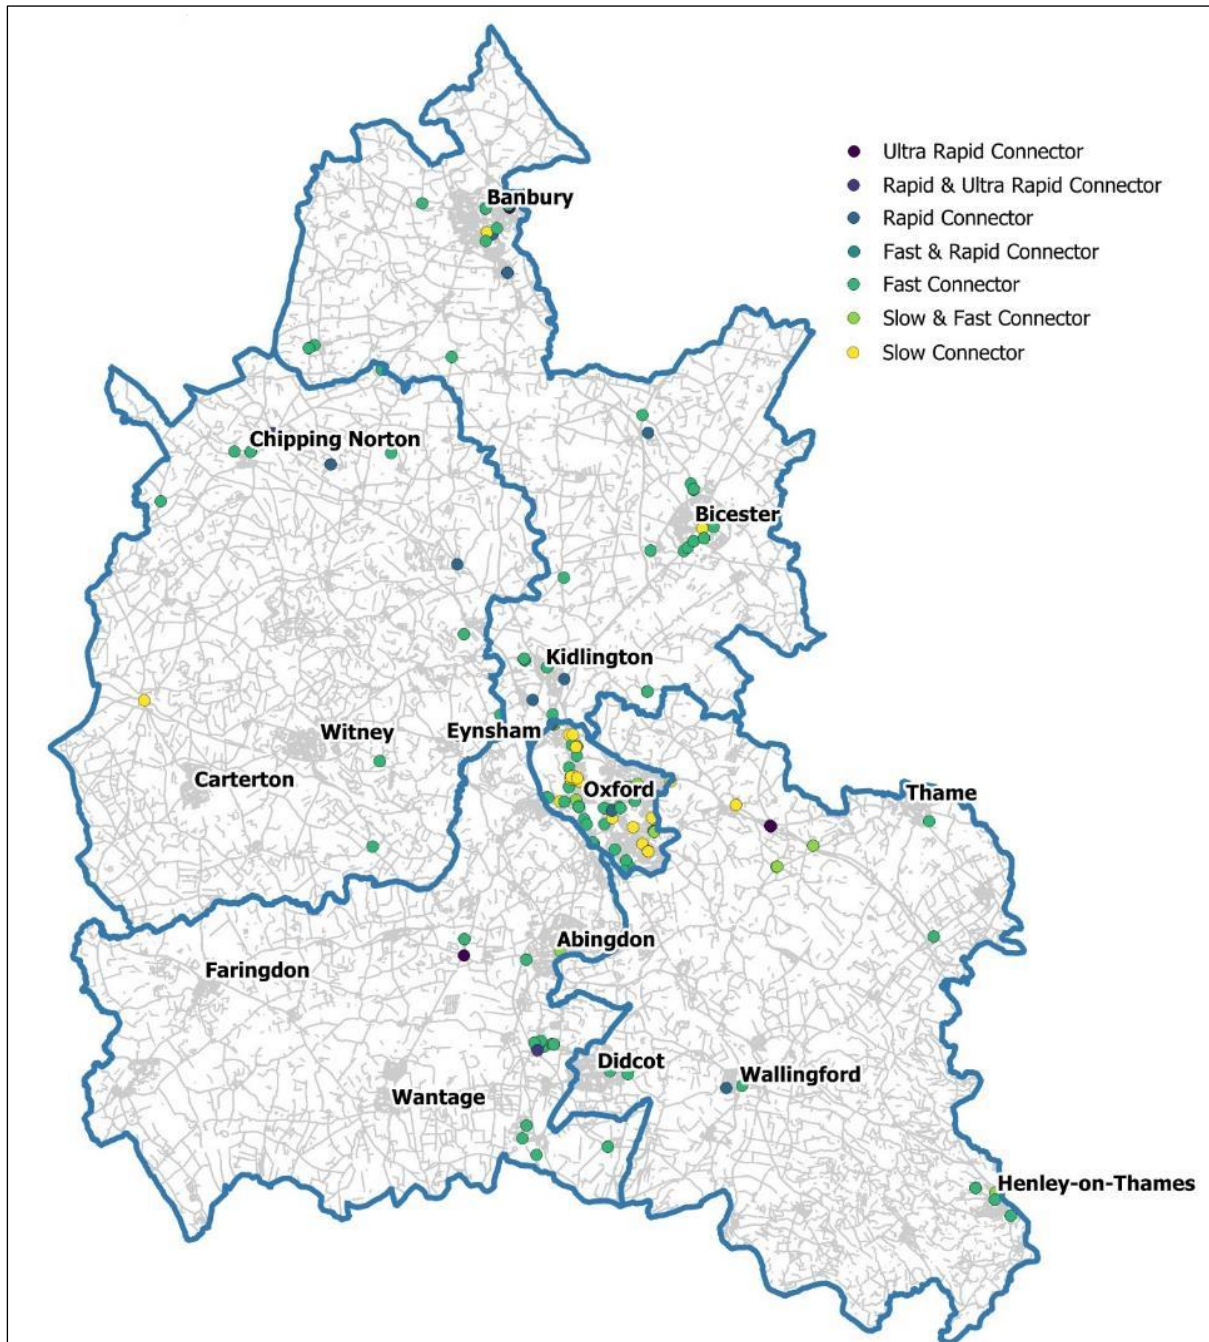 Banbury
Ultra Rapid Connector
Rapid & Ultra Rapid Connector
Rapid Connector
Fast & Rapid Connector
Fast Connector
Slow & Fast Connector
Slow Connector
Chipping Norton
Bicester
Kidlington
Eynsham
Witney
Carterton
Oxford
Thame
Abingdon
Faringdon
Didcot
Wallingford
Wantage
Henley-on-Thames